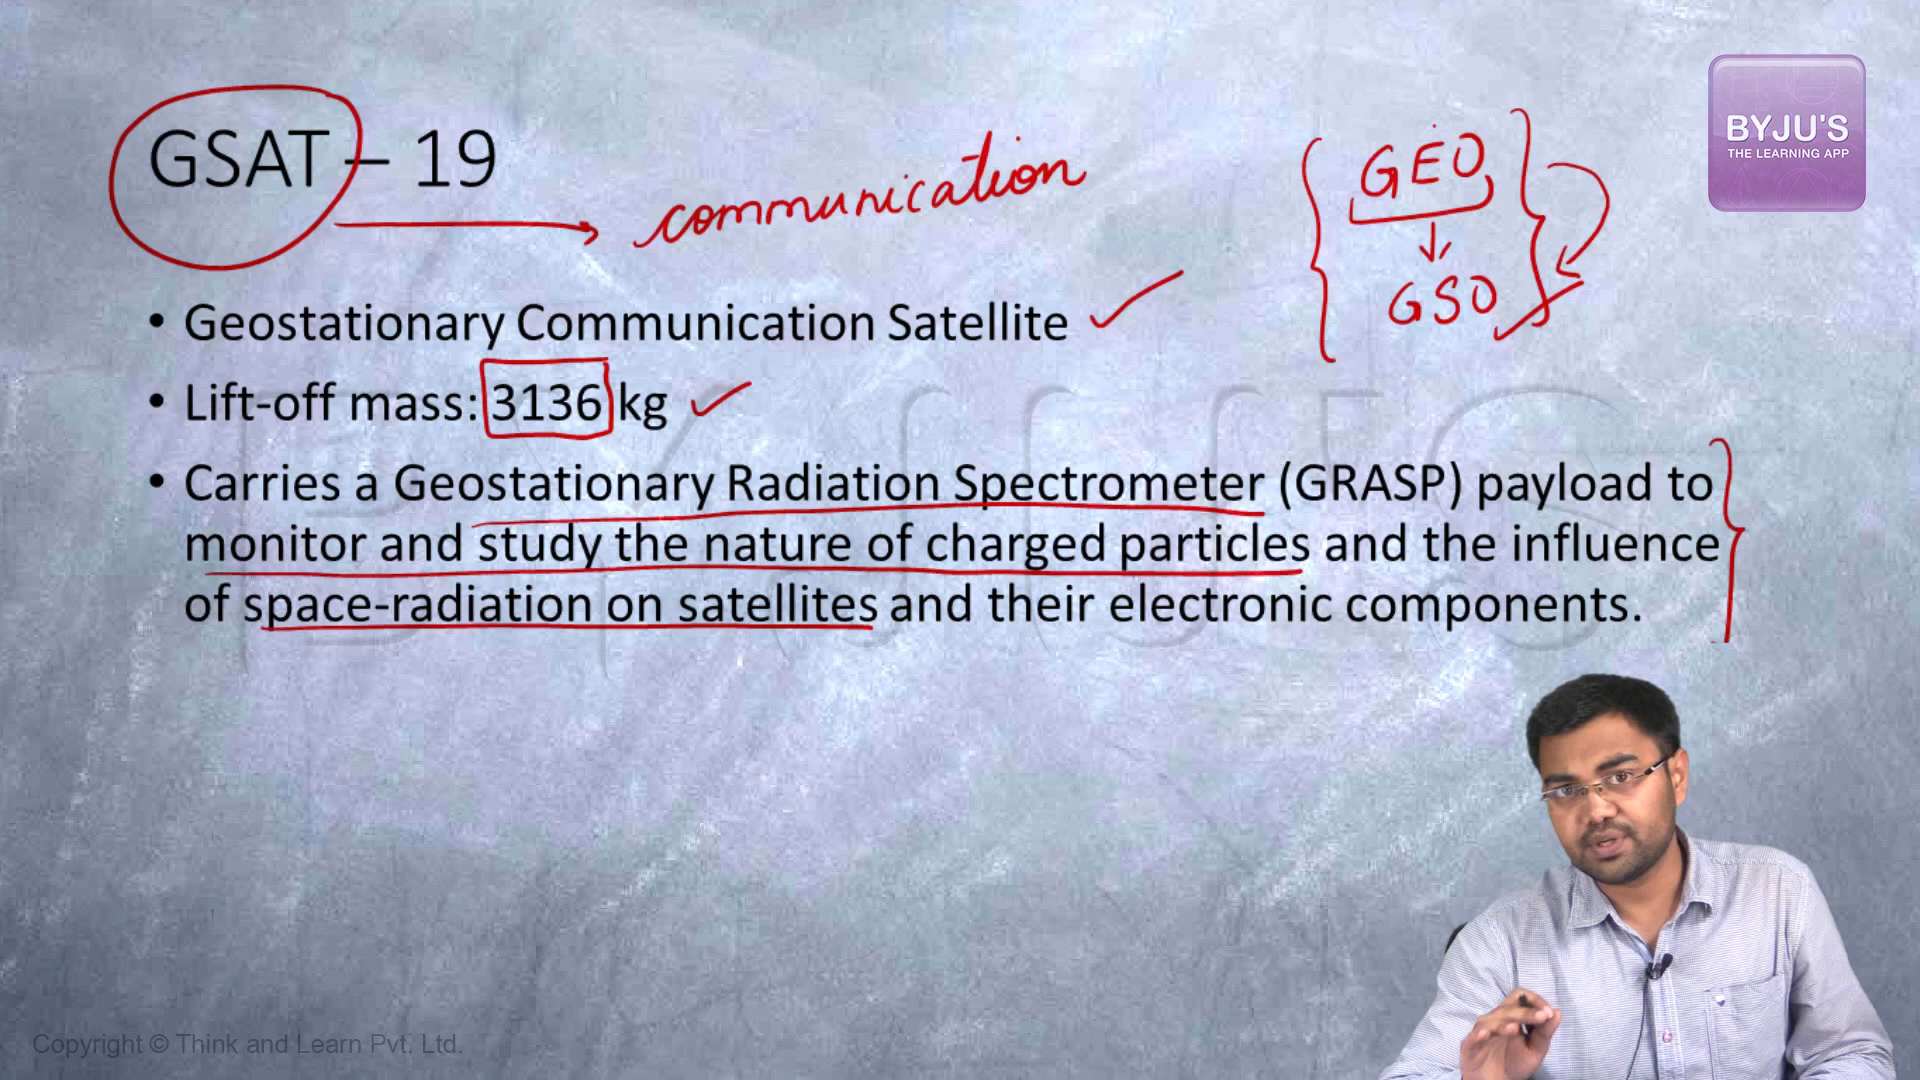 GSAT – 19
communication
GEO
GSO
BYJU'S
THE LEARNING APP
• Geostationary Communication Satellite
• Lift-off mass: 3136 kg
• Carries a Geostationary Radiation Spectrometer (GRASP) payload to
monitor and study the nature of charged particles and the influence
of space-radiation on satellites and their electronic components.
BYJU'S
Copyright © Think and Learn Pvt. Ltd.